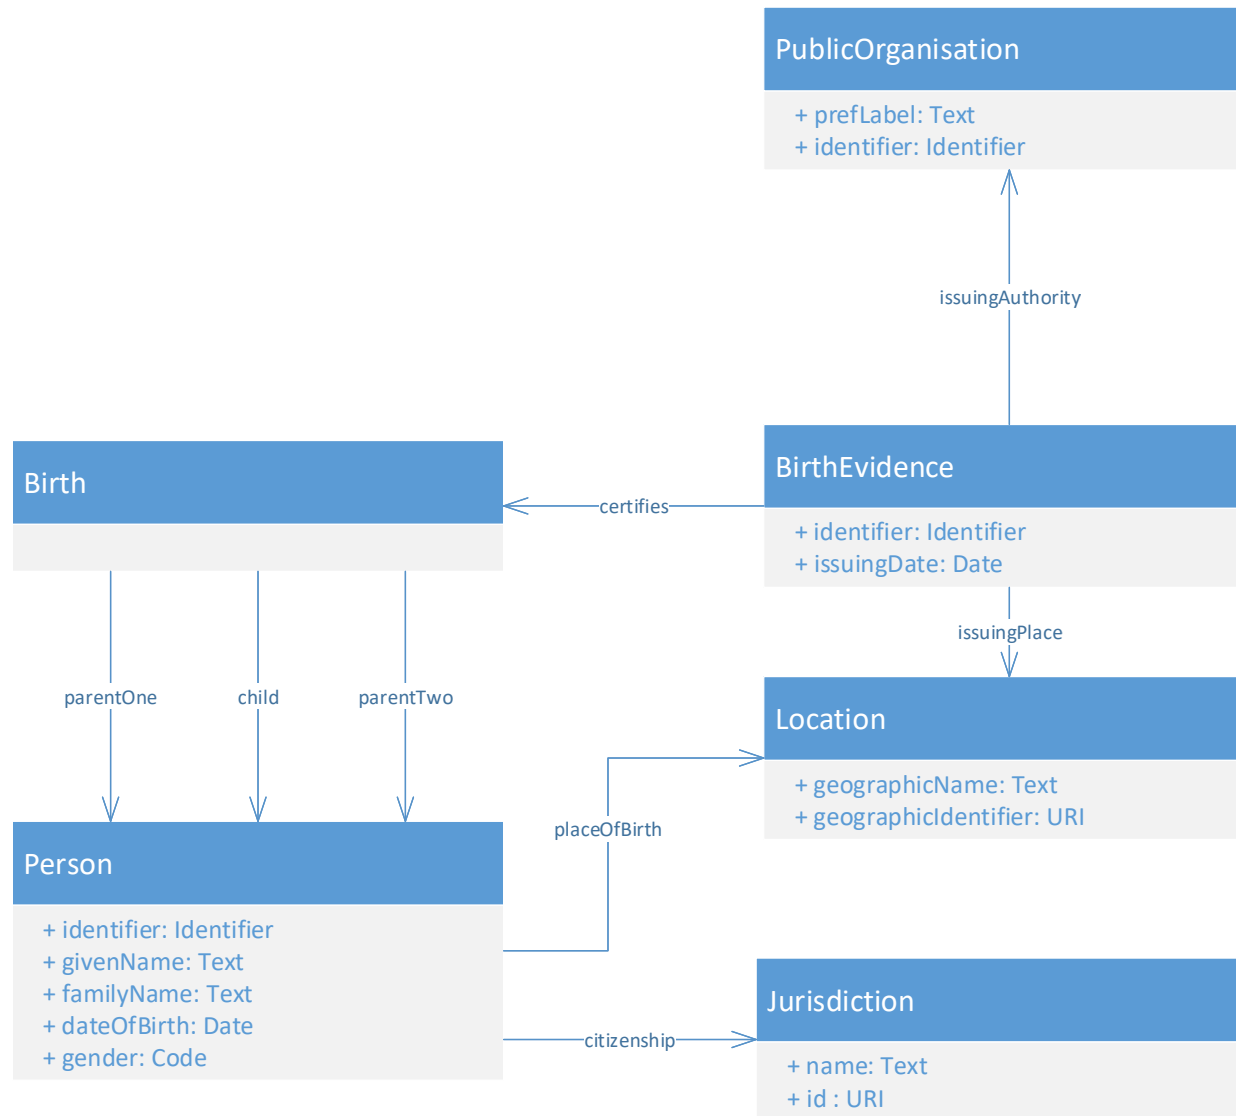 PublicOrganisation
+ prefLabel: Text
+ identifier: Identifier
issuingAuthority
Birth
certifies
BirthEvidence
+ identifier: Identifier
+ issuingDate: Date
issuingPlace
parentOne
child
parentTwo
Location
+ geographicName: Text
+ geographicIdentifier: URI
placeOfBirth
Person
+ identifier: Identifier
+ givenName: Text
+ familyName: Text
+ dateOfBirth: Date
+ gender: Code
citizenship
Jurisdiction
+ name: Text
+ id : URI